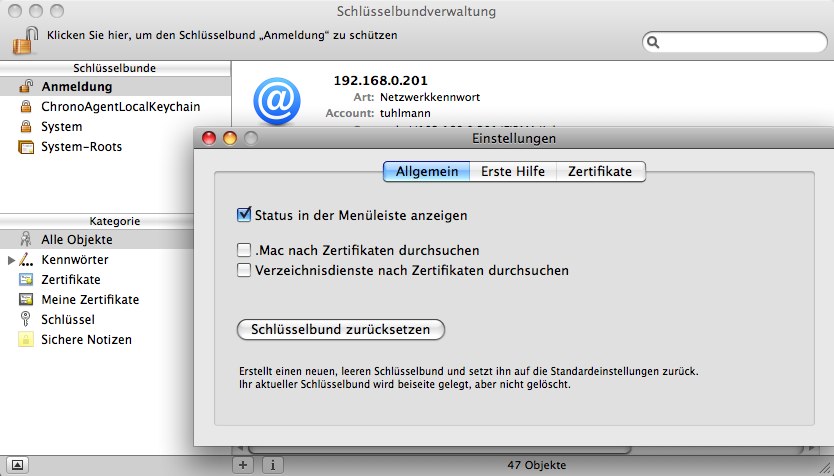 Schlüsselbundverwaltung
Klicken Sie hier, um den Schlüsselbund „Anmeldung“ zu schützen
Schlüsselbunde
Anmeldung
ChronoAgentLocalKeychain
System
System-Roots
192.168.0.201
Art: Netzwerkkennwort
Account: tuhlmann
Kategorie
Alle Objekte
Kennwörter
Zertifikate
Meine Zertifikate
Schlüssel
Sichere Notizen
Einstellungen
Allgemein Erste Hilfe Zertifikate
Status in der Menüleiste anzeigen
.Mac nach Zertifikaten durchsuchen
Verzeichnisdienste nach Zertifikaten durchsuchen
Schlüsselbund zurücksetzen
Erstellt einen neuen, leeren Schlüsselbund und setzt ihn auf die Standardeinstellungen zurück.
Ihr aktueller Schlüsselbund wird beiseite gelegt, aber nicht gelöscht.
47 Objekte